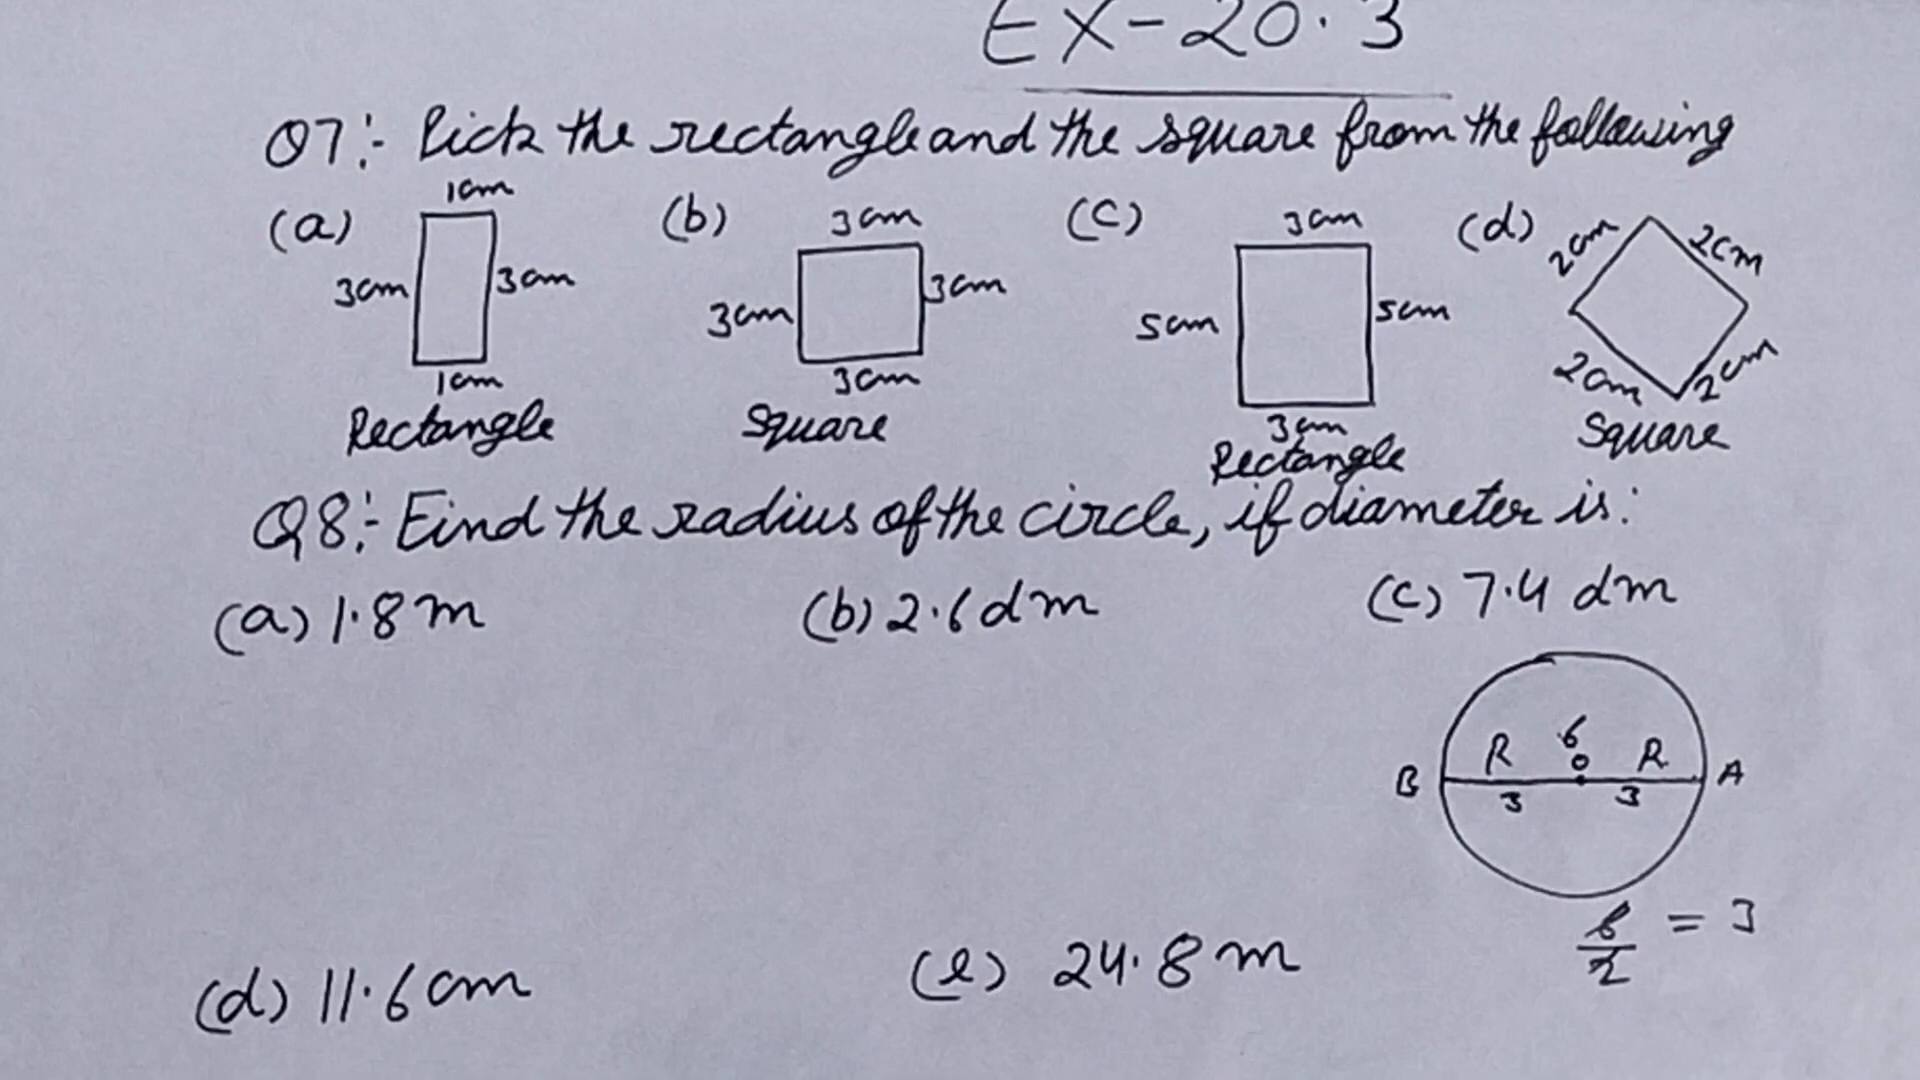 EX-20.3
Q7:- Pick the rectangle and the square from the following
(a) 1cm 3cm 3cm 1cm Rectangle
(b) 3cm 3cm 3cm 3cm Square
(c) 3cm 5cm 5cm 3cm Rectangle
(d) 2cm 2cm 2cm 2cm Square
Q8:- Find the radius of the circle, if diameter is:
(a) 1.8 m (b) 2.6 dm (c) 7.4 dm
R 6 R
B o A
3 3
6/2 = 3
(d) 11.6 cm (e) 24.8 m